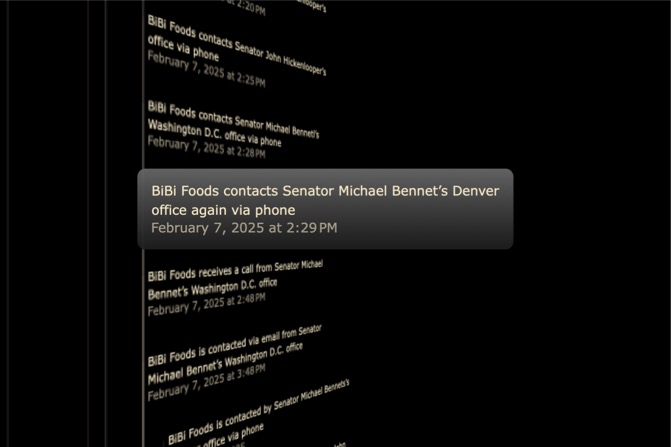 at 2:20 PM
BiBi Foods contacts Senator John Hickenlooper’s
office via phone
February 7, 2025 at 2:25 PM
BiBi Foods contacts Senator Michael Bennet’s
Washington D.C. office via phone
February 7, 2025 at 2:28 PM
BiBi Foods contacts Senator Michael Bennet’s Denver
office again via phone
February 7, 2025 at 2:29 PM
BiBi Foods receives a call from Senator Michael
Bennet’s Washington D.C. office
February 7, 2025 at 2:48 PM
BiBi Foods is contacted via email from Senator
Michael Bennet’s Washington D.C. office
February 7, 2025 at 3:48 PM
BiBi Foods is contacted by Senator Michael Bennets’s
office via phone